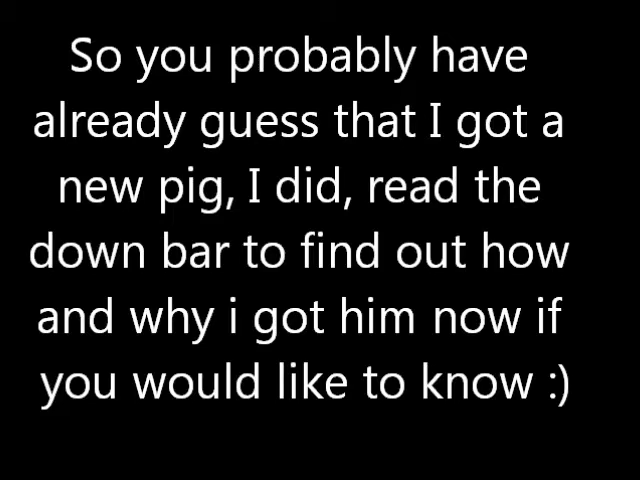 So you probably have
already guess that I got a
new pig, I did, read the
down bar to find out how
and why i got him now if
you would like to know :)